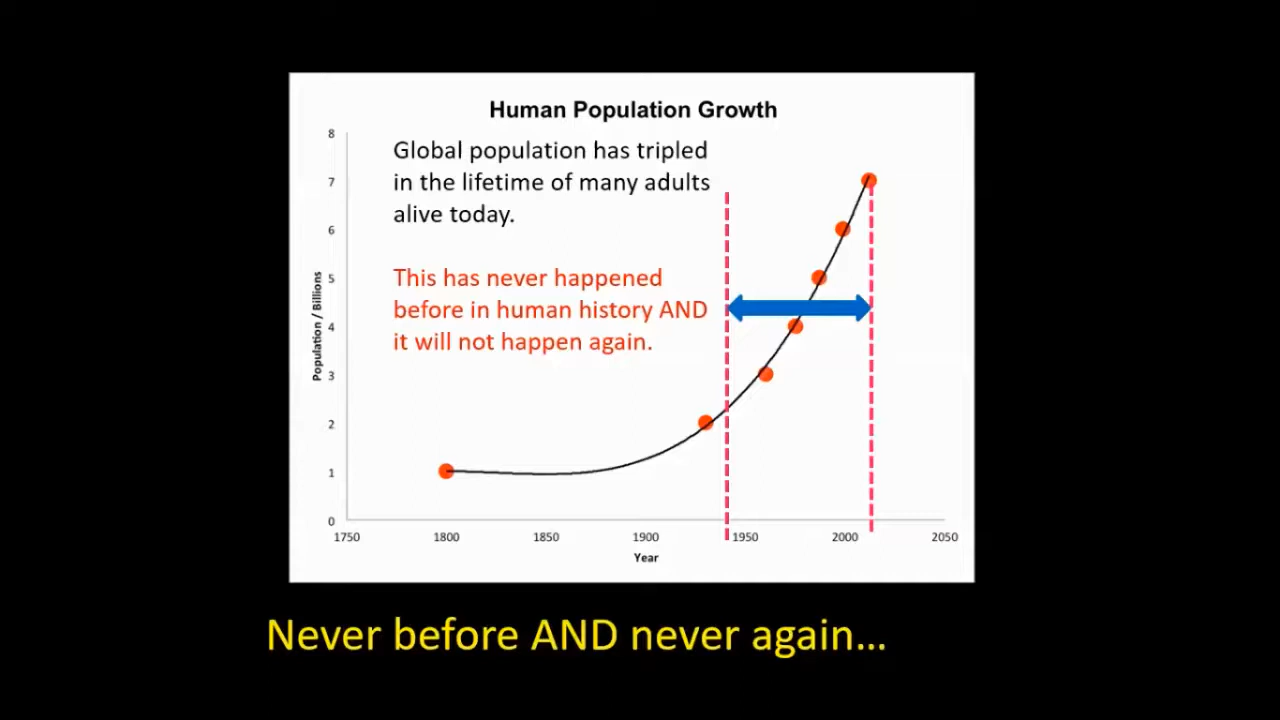 Human Population Growth
Global population has tripled
in the lifetime of many adults
alive today.
This has never happened
before in human history AND
it will not happen again.
8
7
6
5
4
3
2
1
0
Population / Billions
1750 1800 1850 1900 1950 2000 2050
Year
Never before AND never again...